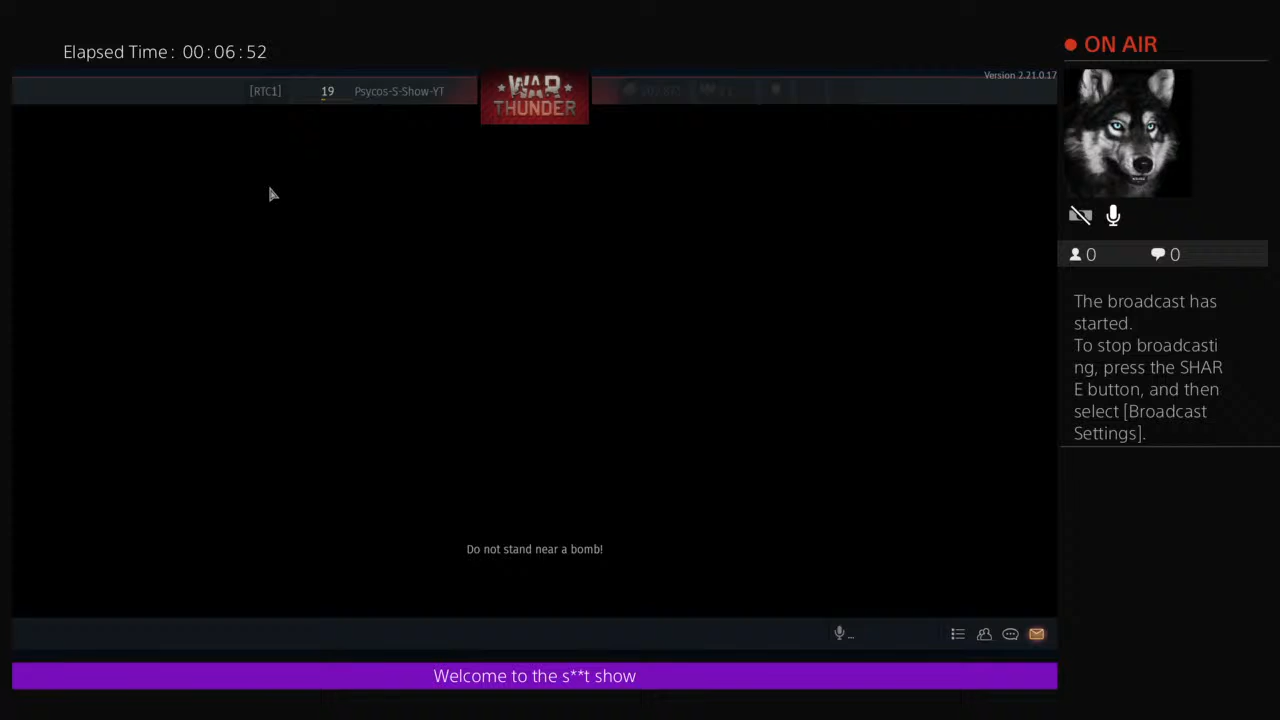 Elapsed Time: 00:06:52
ON AIR
Version 2.21.0.17
[RTC1] 19 Psycos-S-Show-YT
WAR
THUNDER
0 0
The broadcast has
started.
To stop broadcasti
ng, press the SHAR
E button, and then
select [Broadcast
Settings].
Do not stand near a bomb!
...
Welcome to the s**t show